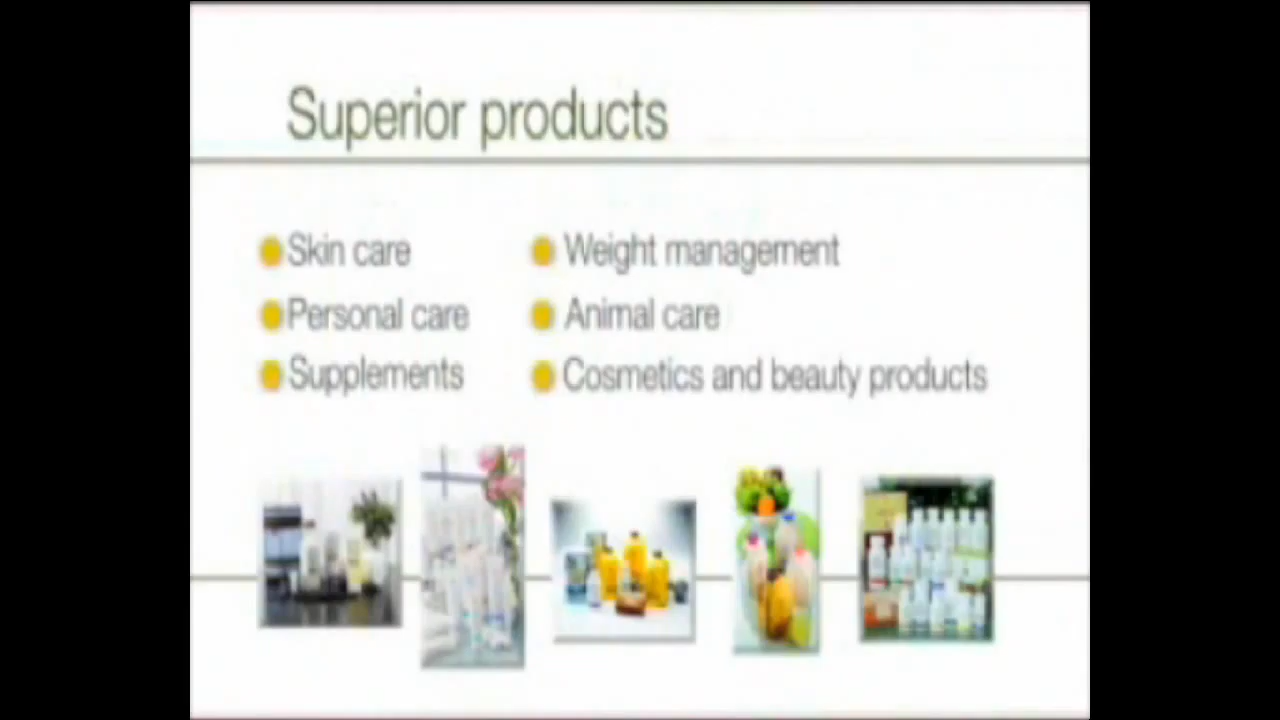 Superior products
Skin care
Personal care
Supplements
Weight management
Animal care
Cosmetics and beauty products